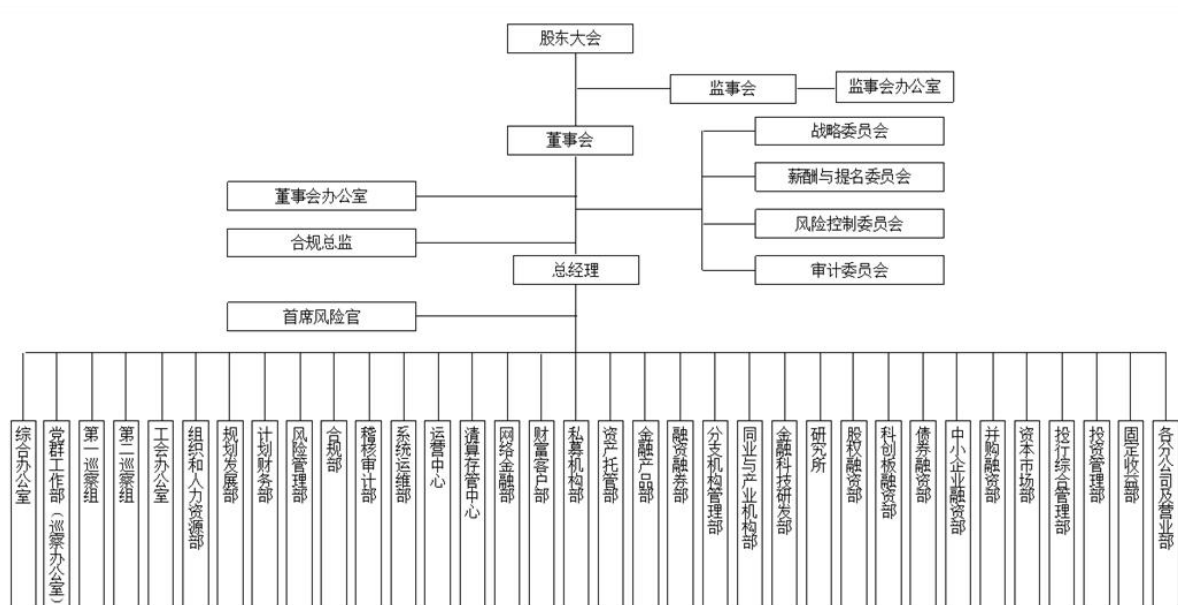 股东大会
监事会
监事会办公室
董事会
战略委员会
薪酬与提名委员会
董事会办公室
风险控制委员会
合规总监
总经理
审计委员会
首席风险官
综合办公室
党群工作部（巡察办公室）
第一巡察组
第二巡察组
工会办公室
组织和人力资源部
规划发展部
计划财务部
风险管理部
合规部
稽核审计部
系统运维部
运营中心
清算存管中心
网络金融部
财富客户部
私募机构部
资产托管部
金融产品部
融资融券部
分支机构管理部
同业与产业机构部
金融科技研发部
研究所
股权融资部
科创板融资部
债券融资部
中小企业融资部
并购融资部
资本市场部
投行综合管理部
投资管理部
固定收益部
各分公司及营业部